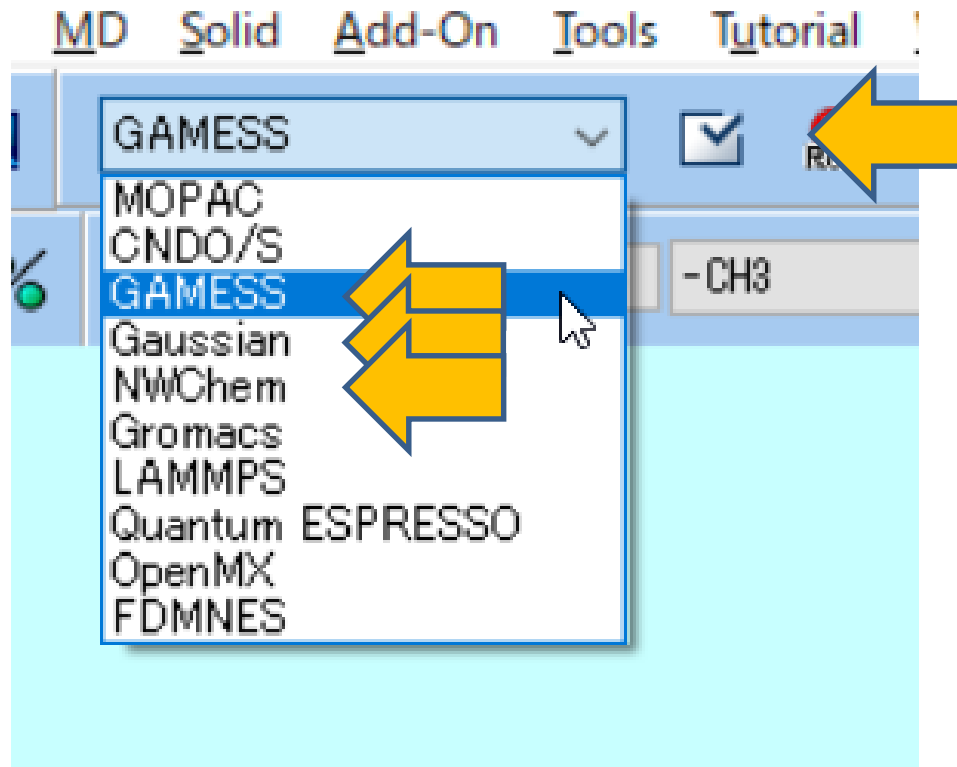 MD Solid Add-On Tools Tutorial
GAMESS
MOPAC
CNDO/S
-CH3
GAMESS
Gaussian
NWChem
Gromacs
LAMMPS
Quantum ESPRESSO
OpenMX
FDMNES